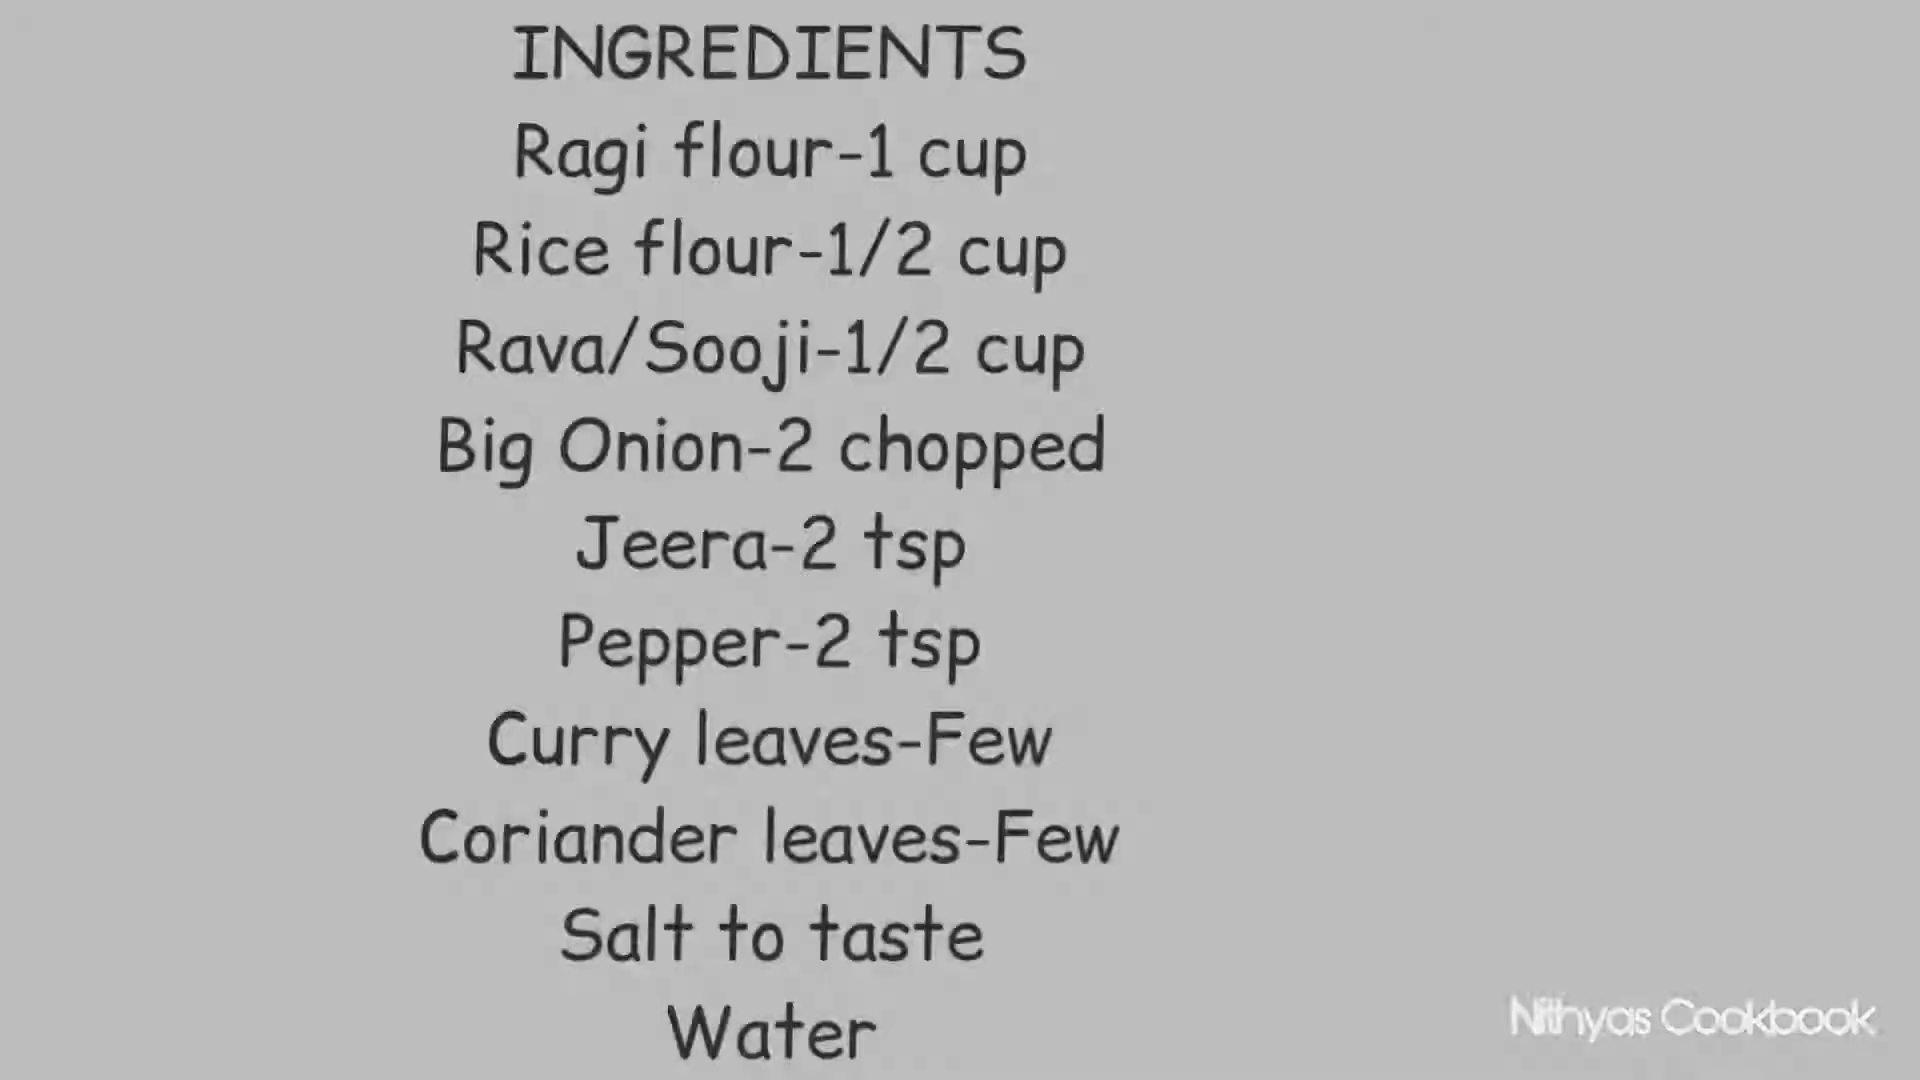 INGREDIENTS
Ragi flour-1 cup
Rice flour-1/2 cup
Rava/Sooji-1/2 cup
Big Onion-2 chopped
Jeera-2 tsp
Pepper-2 tsp
Curry leaves-Few
Coriander leaves-Few
Salt to taste
Water
Nithyas Cookbook